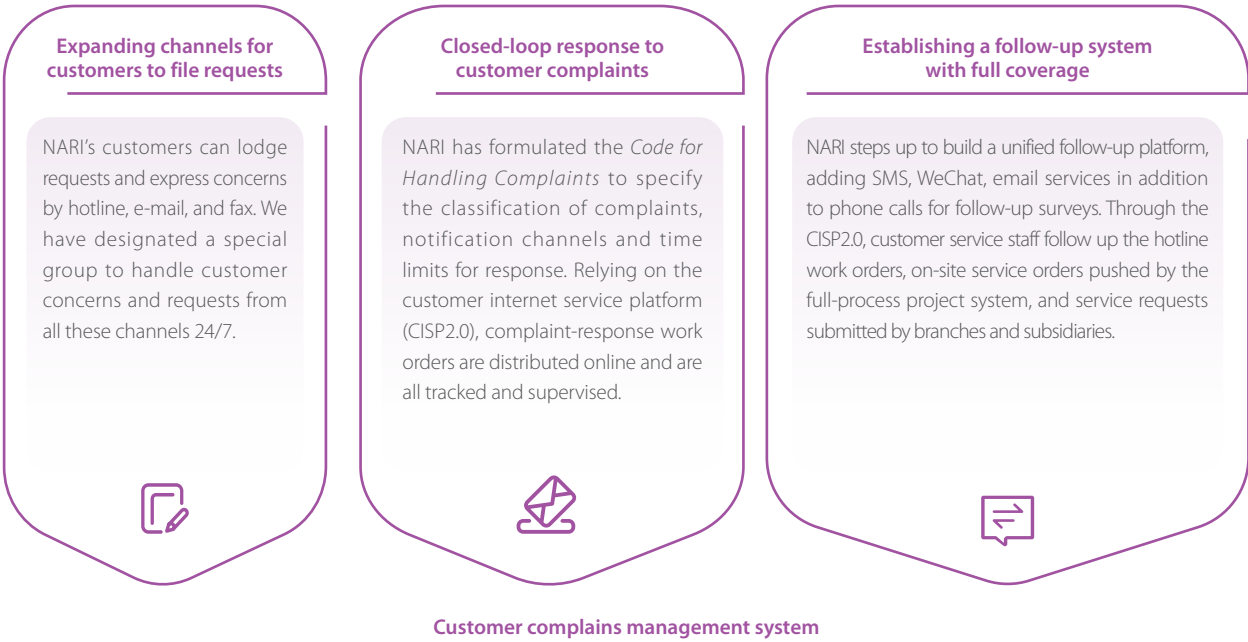 Expanding channels for
customers to file requests
NARI's customers can lodge
requests and express concerns
by hotline, e-mail, and fax. We
have designated a special
group to handle customer
concerns and requests from
all these channels 24/7.
Closed-loop response to
customer complaints
NARI has formulated the Code for
Handling Complaints to specify
the classification of complaints,
notification channels and time
limits for response. Relying on the
customer internet service platform
(CISP2.0), complaint-response work
orders are distributed online and are
all tracked and supervised.
Establishing a follow-up system
with full coverage
NARI steps up to build a unified follow-up platform,
adding SMS, WeChat, email services in addition
to phone calls for follow-up surveys. Through the
CISP2.0, customer service staff follow up the hotline
work orders, on-site service orders pushed by the
full-process project system, and service requests
submitted by branches and subsidiaries.
Customer complains management system